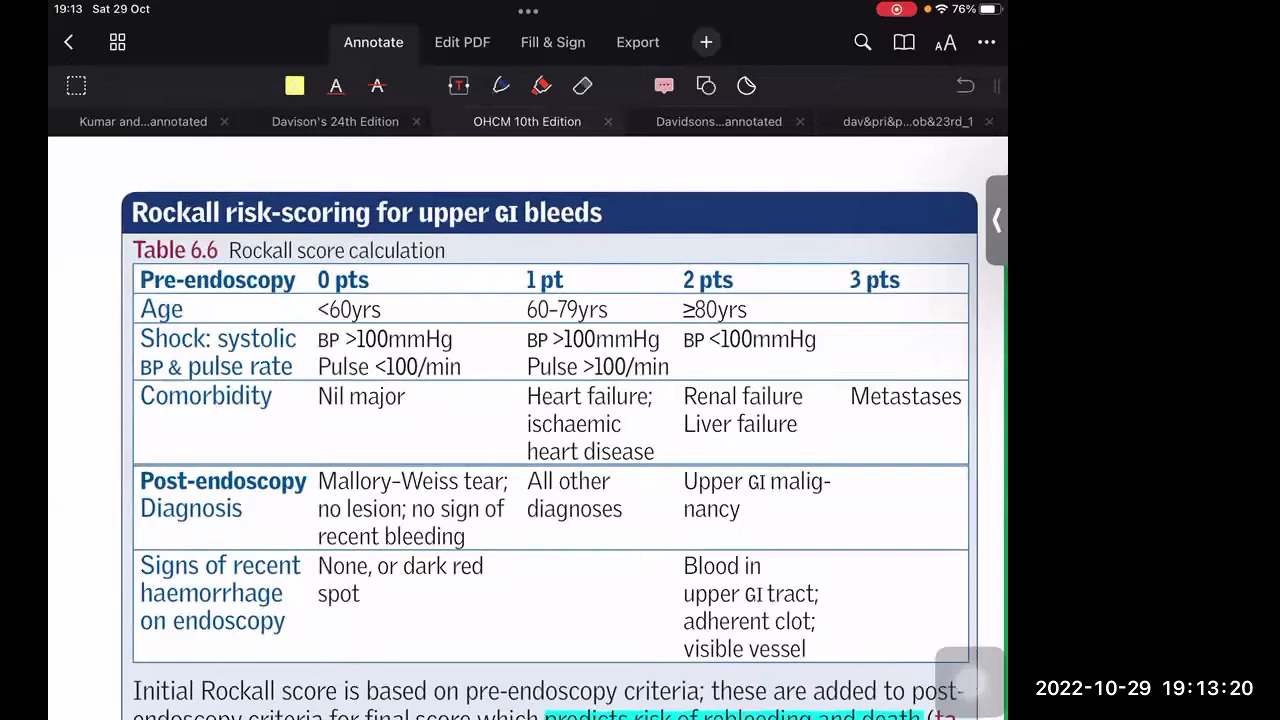 19:13 Sat 29 Oct
76%
Annotate Edit PDF Fill & Sign Export
AA
T
Kumar and...annotated Davison's 24th Edition OHCM 10th Edition Davidsons...annotated dav&pri&p...ob&23rd_1
Rockall risk-scoring for upper GI bleeds
Table 6.6 Rockall score calculation
Pre-endoscopy 0 pts 1 pt 2 pts 3 pts
Age <60yrs 60–79yrs ≥80yrs
Shock: systolic BP >100mmHg BP >100mmHg BP <100mmHg
BP & pulse rate Pulse <100/min Pulse >100/min
Comorbidity Nil major Heart failure; Renal failure Metastases
ischaemic Liver failure
heart disease
Post-endoscopy Mallory–Weiss tear; All other Upper GI malig-
Diagnosis no lesion; no sign of diagnoses nancy
recent bleeding
Signs of recent None, or dark red Blood in
haemorrhage spot upper GI tract;
on endoscopy adherent clot;
visible vessel
Initial Rockall score is based on pre-endoscopy criteria; these are added to post-
endoscopy criteria for final score which predicts risk of rebleeding and death (ta
2022-10-29 19:13:20